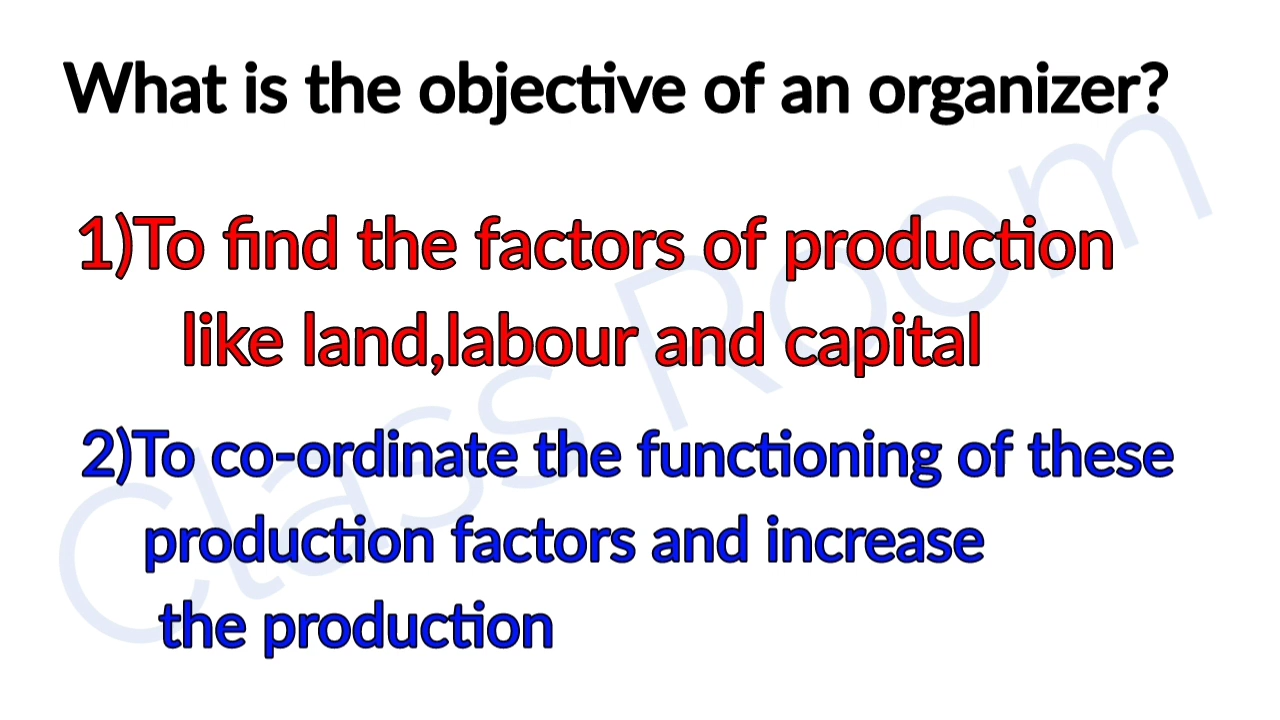 What is the objective of an organizer?
1)To find the factors of production
like land,labour and capital
2)To co-ordinate the functioning of these
production factors and increase
the production
Class Room